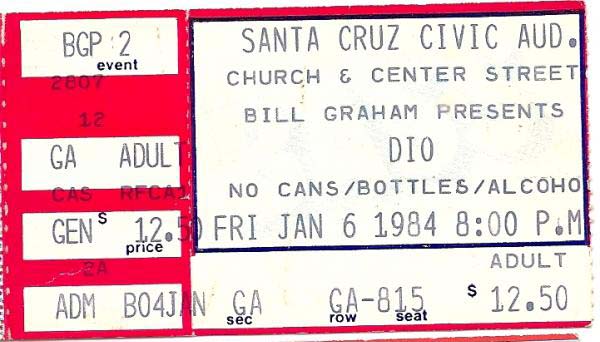 BGP 2
event
2807
12
GA ADULT
CAS RFCA
GEN $ 12.50
price
2A
ADM B04JAN
SANTA CRUZ CIVIC AUD.
CHURCH & CENTER STREET
BILL GRAHAM PRESENTS
DIO
NO CANS/BOTTLES/ALCOHO
FRI JAN 6 1984 8:00 P.M
ADULT
GA GA-815 $ 12.50
sec row seat